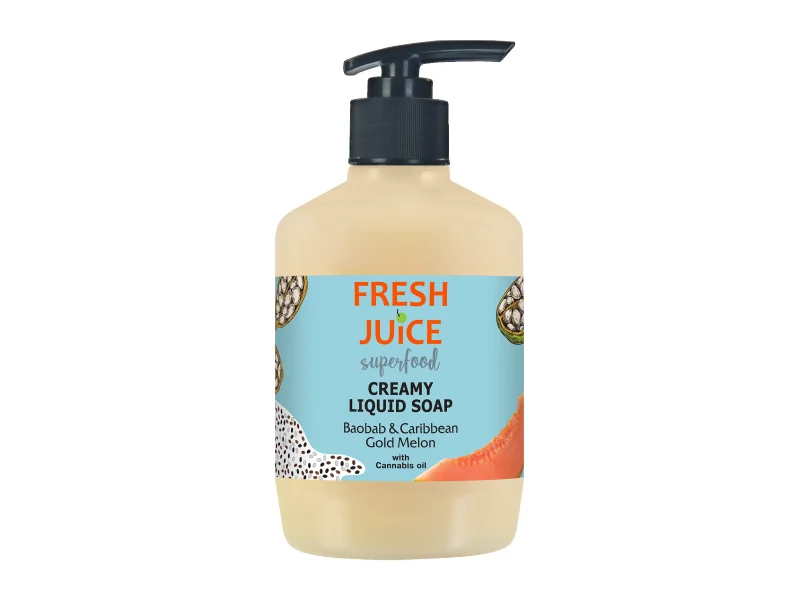 FRESH
JUiCE
superfood
CREAMY
LIQUID SOAP
Baobab & Caribbean
Gold Melon
with
Cannabis oil